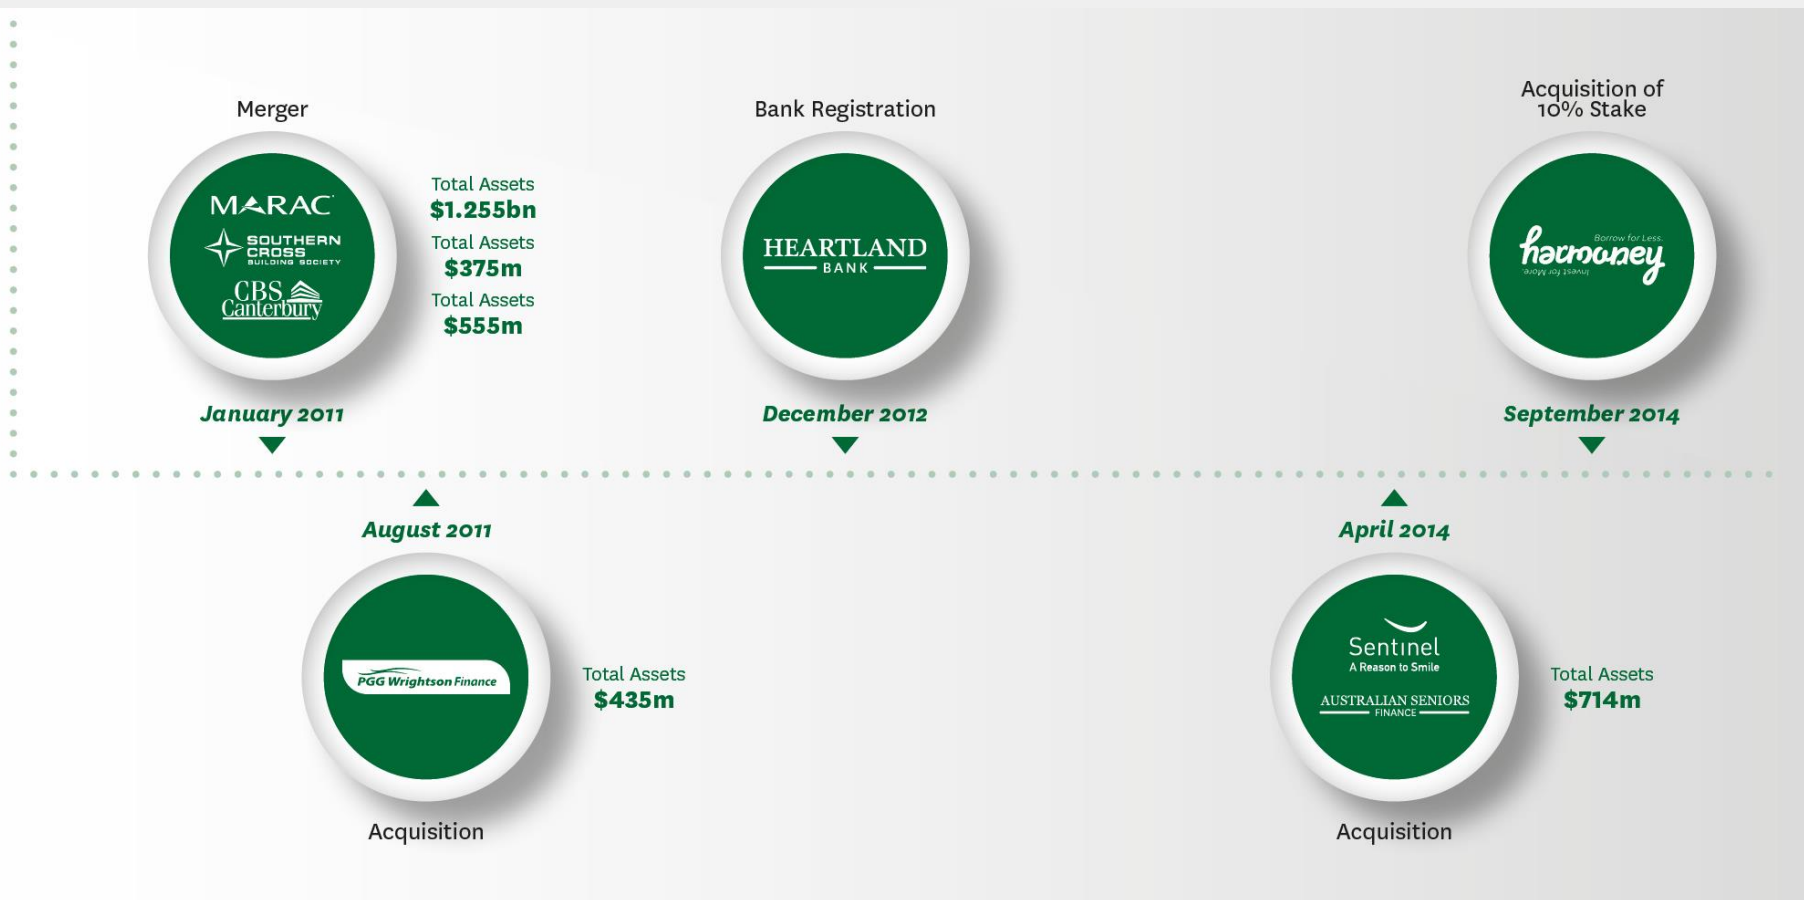 Merger
MARAC
SOUTHERN
CROSS
BUILDING SOCIETY
CBS
Canterbury
Total Assets
$1.255bn
Total Assets
$375m
Total Assets
$555m
January 2011
Bank Registration
HEARTLAND
BANK
December 2012
Acquisition of
10% Stake
Borrow for Less.
harmoney
Invest for More.
September 2014
August 2011
PGG Wrightson Finance
Total Assets
$435m
Acquisition
April 2014
Sentinel
A Reason to Smile
AUSTRALIAN SENIORS
FINANCE
Total Assets
$714m
Acquisition